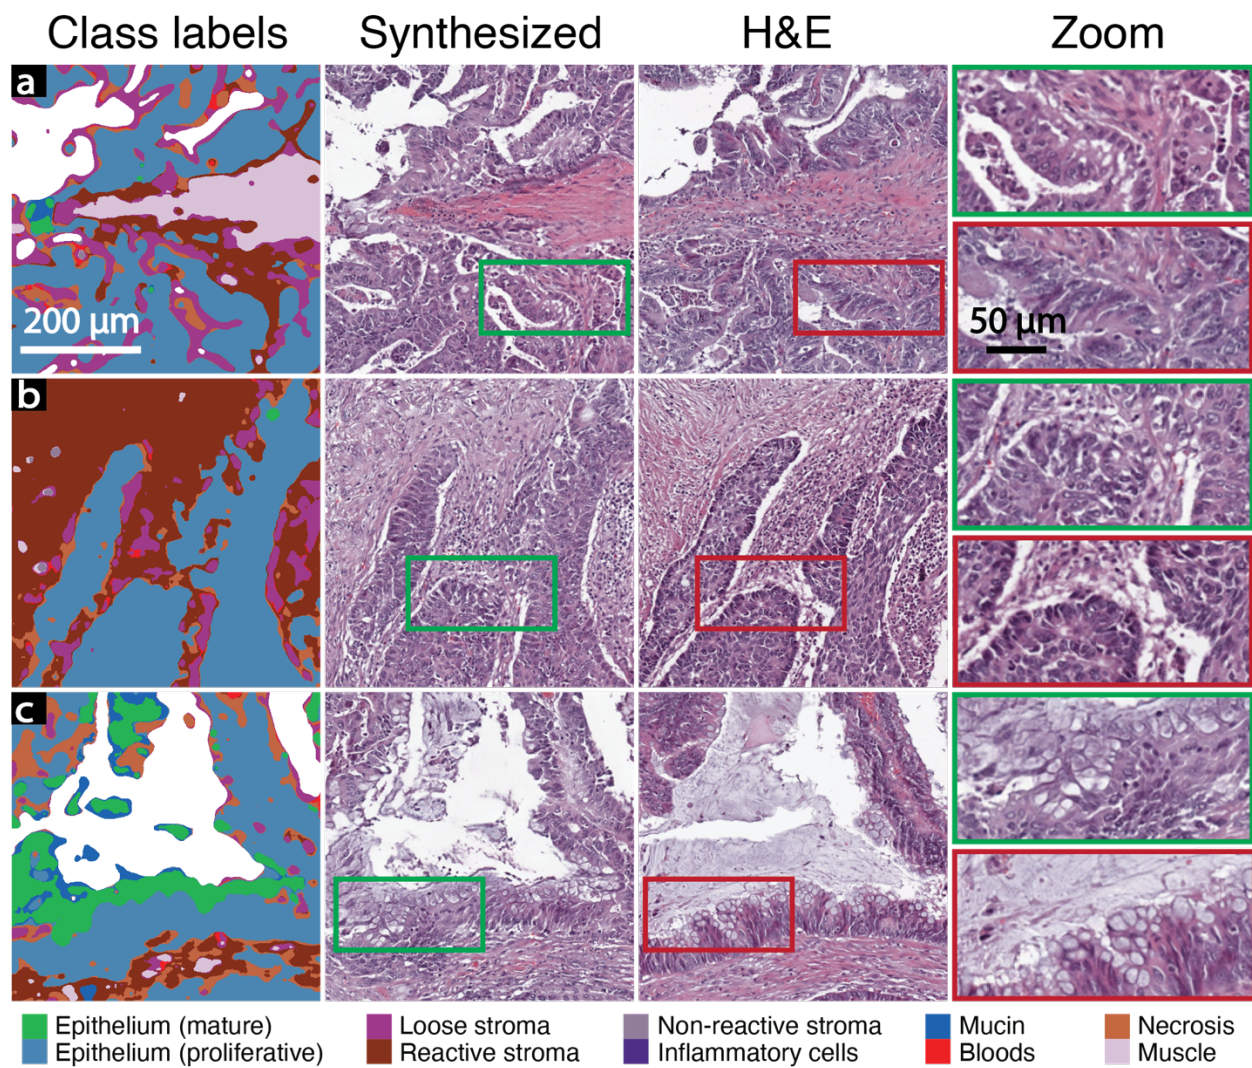 Class labels Synthesized H&E Zoom
a
200 μm
50 μm
b
c
Epithelium (mature) Loose stroma Non-reactive stroma Mucin Necrosis
Epithelium (proliferative) Reactive stroma Inflammatory cells Bloods Muscle